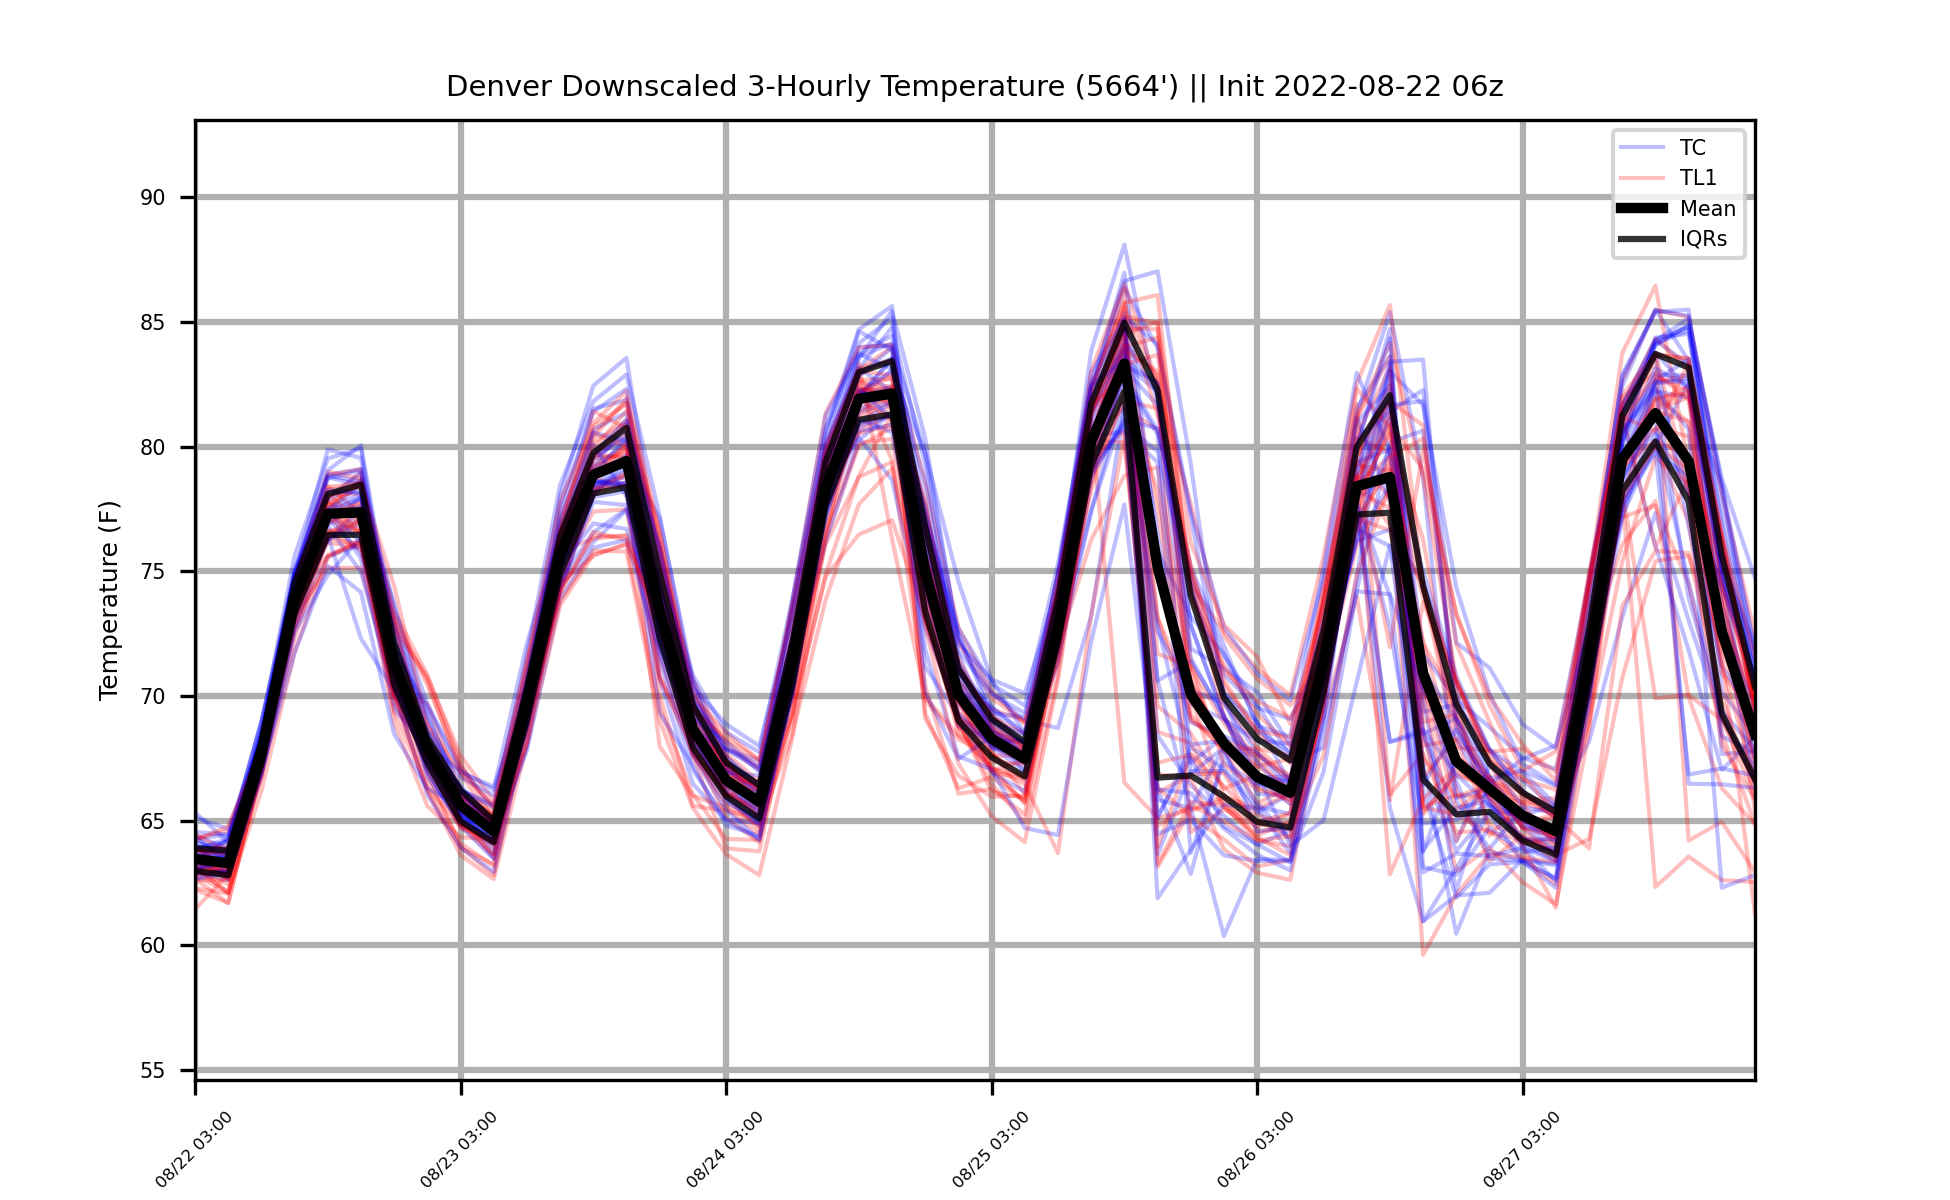 Denver Downscaled 3-Hourly Temperature (5664') || Init 2022-08-22 06z
TC
TL1
Mean
IQRs
Temperature (F)
90
85
80
75
70
65
60
55
08/22 03:00
08/23 03:00
08/24 03:00
08/25 03:00
08/26 03:00
08/27 03:00